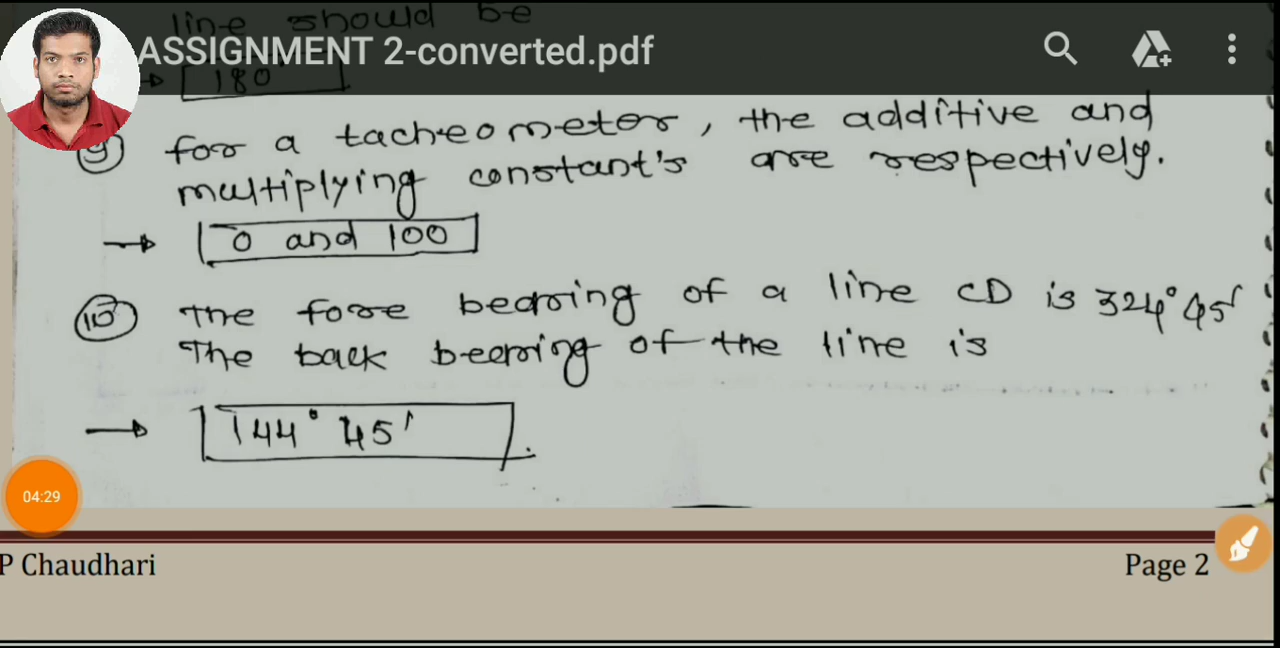 line should be
ASSIGNMENT 2-converted.pdf
180
9 for a tacheometer, the additive and
multiplying constant's are respectively.
→ 0 and 100
10 The fore bearing of a line CD is 324° 45'
The back beering of the line is
→ 144° 45'.
04:29
P Chaudhari
Page 2